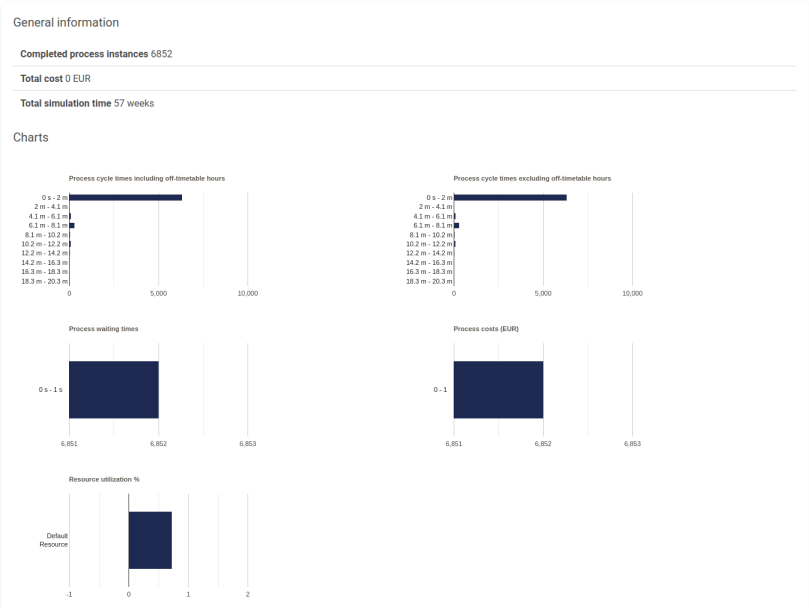 General information
Completed process instances 6852
Total cost 0 EUR
Total simulation time 57 weeks
Charts
Process cycle times including off-timetable hours
0 s - 2 m
2 m - 4.1 m
4.1 m - 6.1 m
6.1 m - 8.1 m
8.1 m - 10.2 m
10.2 m - 12.2 m
12.2 m - 14.2 m
14.2 m - 16.3 m
16.3 m - 18.3 m
18.3 m - 20.3 m
0 5,000 10,000
Process cycle times excluding off-timetable hours
0 s - 2 m
2 m - 4.1 m
4.1 m - 6.1 m
6.1 m - 8.1 m
8.1 m - 10.2 m
10.2 m - 12.2 m
12.2 m - 14.2 m
14.2 m - 16.3 m
16.3 m - 18.3 m
18.3 m - 20.3 m
0 5,000 10,000
Process waiting times
0 s - 1 s
6,851 6,852 6,853
Process costs (EUR)
0 - 1
6,851 6,852 6,853
Resource utilization %
Default
Resource
-1 0 1 2